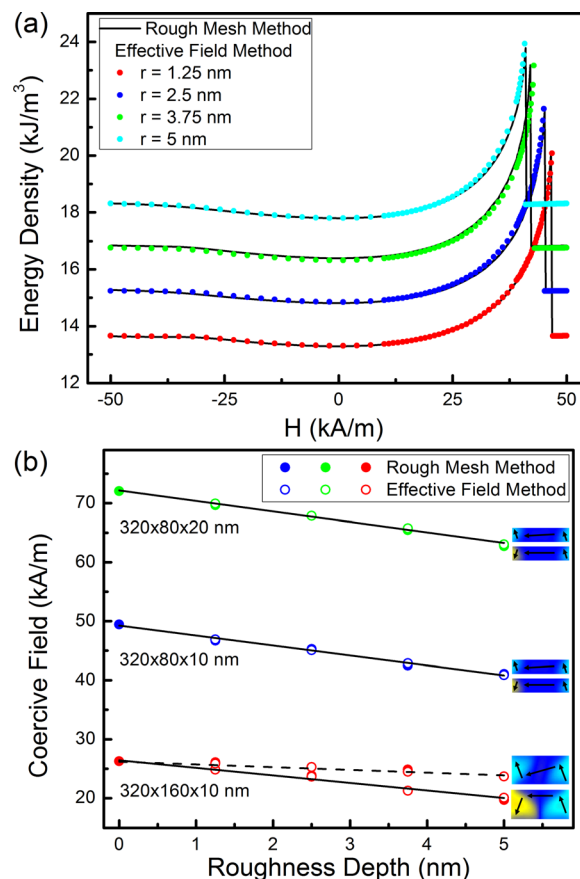 (a)
Rough Mesh Method
Effective Field Method
r = 1.25 nm
r = 2.5 nm
r = 3.75 nm
r = 5 nm
Energy Density (kJ/m³)
24
22
20
18
16
14
12
-50 -25 0 25 50
H (kA/m)
(b)
Rough Mesh Method
Effective Field Method
Coercive Field (kA/m)
70
60
50
40
30
20
320x80x20 nm
320x80x10 nm
320x160x10 nm
0 1 2 3 4 5
Roughness Depth (nm)